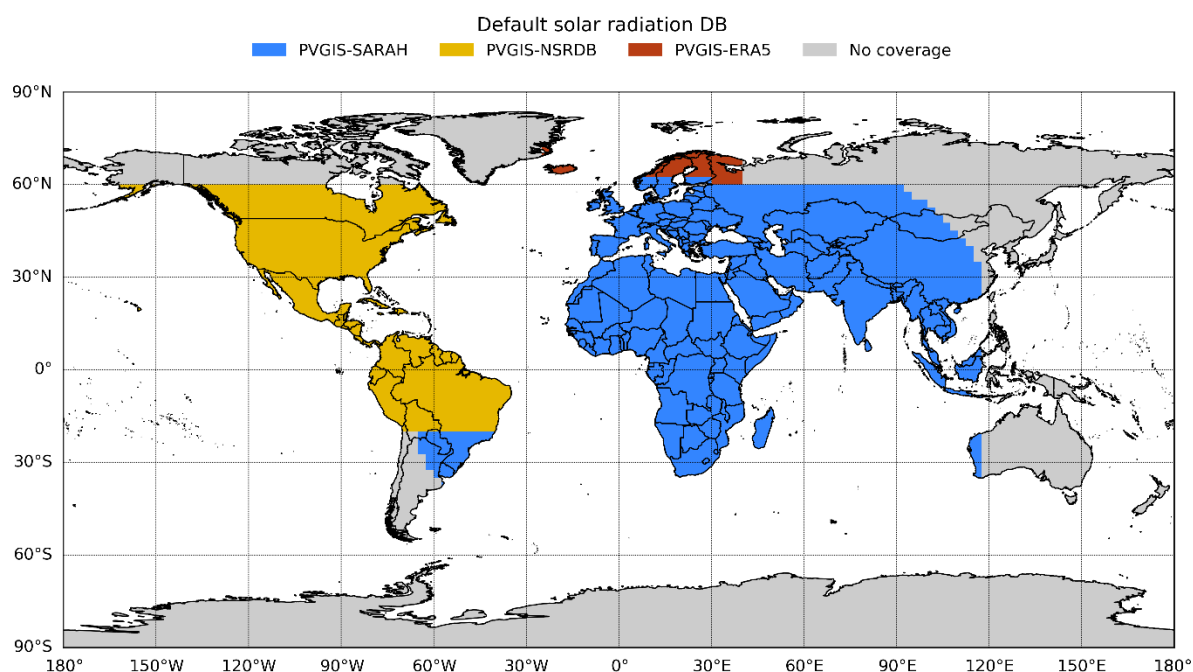 Default solar radiation DB
PVGIS-SARAH PVGIS-NSRDB PVGIS-ERA5 No coverage
90°N
60°N
30°N
0°
30°S
60°S
90°S
180° 150°W 120°W 90°W 60°W 30°W 0° 30°E 60°E 90°E 120°E 150°E 180°